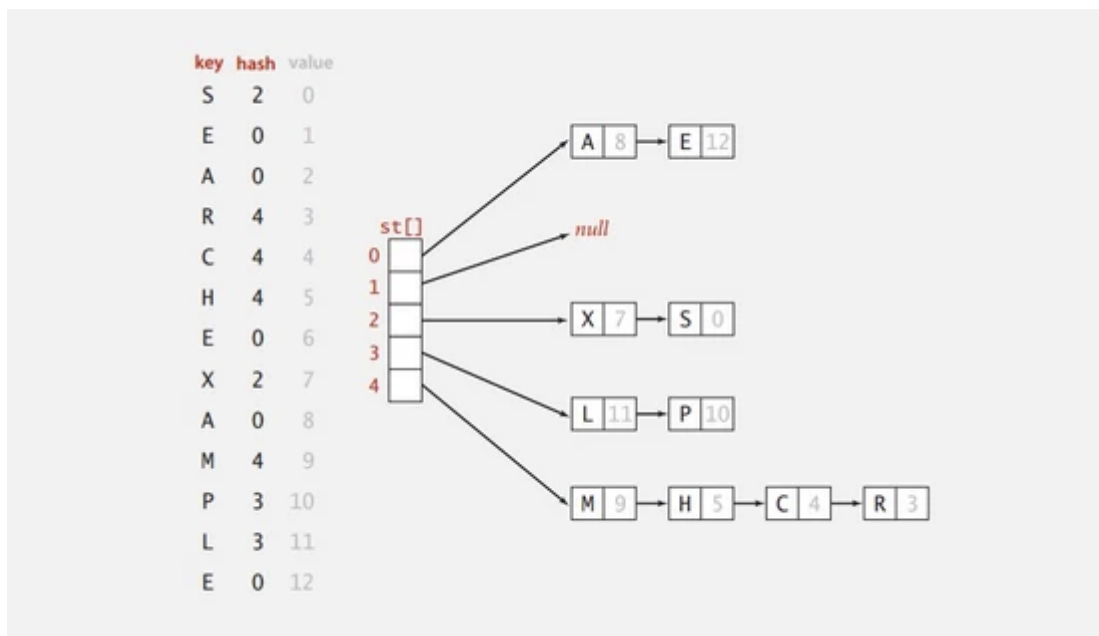 key hash value
S 2 0
E 0 1
A 0 2
R 4 3
C 4 4
H 4 5
E 0 6
X 2 7
A 0 8
M 4 9
P 3 10
L 3 11
E 0 12
st[]
0
1
2
3
4
A 8 E 12
null
X 7 S 0
L 11 P 10
M 9 H 5 C 4 R 3